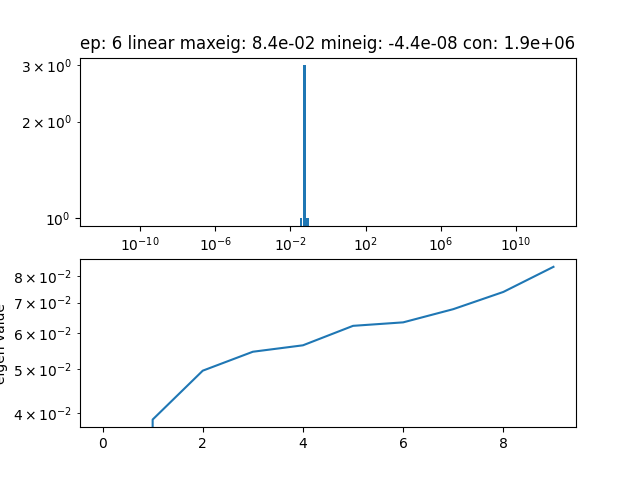 ep: 6 linear maxeig: 8.4e-02 mineig: -4.4e-08 con: 1.9e+06
3 × 10⁰
2 × 10⁰
10⁰
10⁻¹⁰ 10⁻⁶ 10⁻² 10² 10⁶ 10¹⁰
8 × 10⁻²
7 × 10⁻²
6 × 10⁻²
5 × 10⁻²
4 × 10⁻²
eigen value
0 2 4 6 8